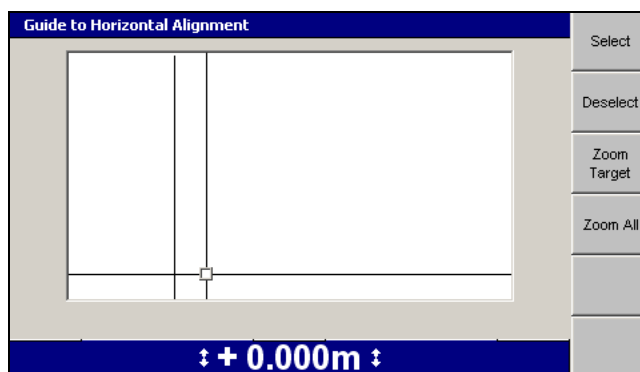 Guide to Horizontal Alignment
Select
Deselect
Zoom
Target
Zoom All
↕ + 0.000m ↕